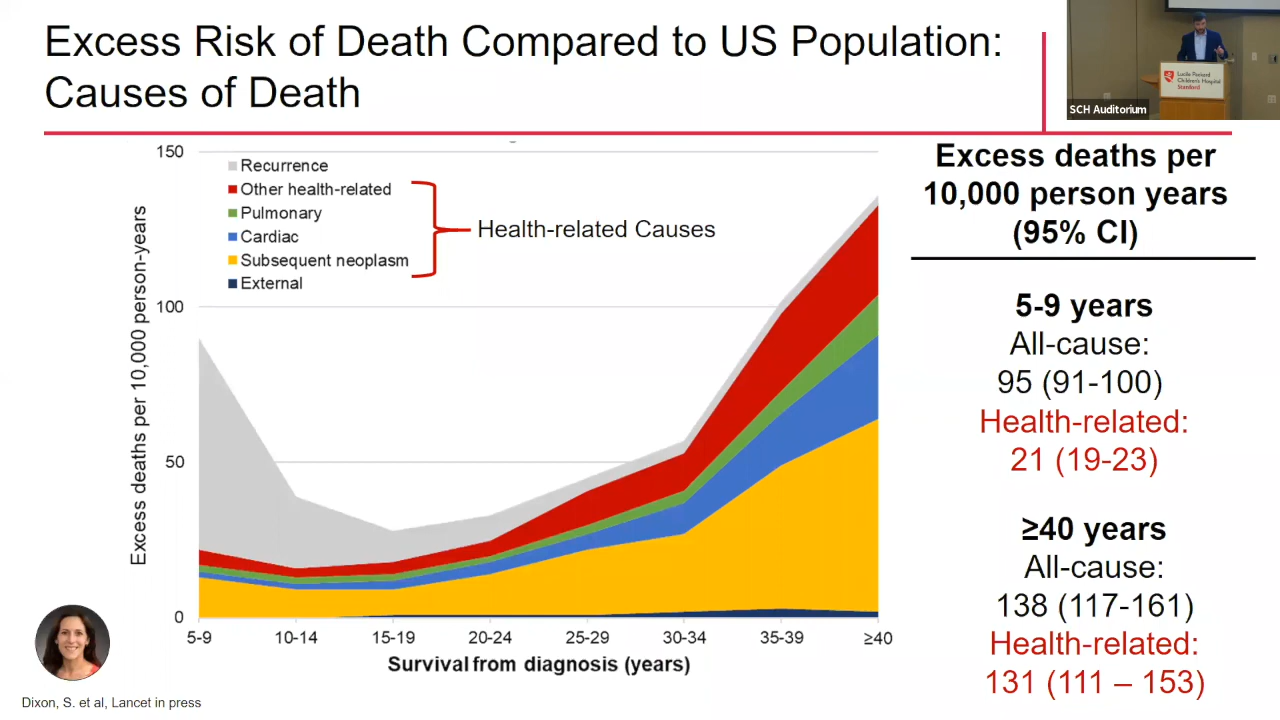 Excess Risk of Death Compared to US Population:
Causes of Death
Lucile Packard
Children's Hospital
Stanford
SCH Auditorium
150
100
50
0
Excess deaths per 10,000 person-years
Recurrence
Other health-related
Pulmonary
Cardiac
Subsequent neoplasm
External
Health-related Causes
5-9
10-14
15-19
20-24
25-29
30-34
35-39
≥40
Survival from diagnosis (years)
Excess deaths per
10,000 person years
(95% CI)
5-9 years
All-cause:
95 (91-100)
Health-related:
21 (19-23)
≥40 years
All-cause:
138 (117-161)
Health-related:
131 (111 – 153)
Dixon, S. et al, Lancet in press